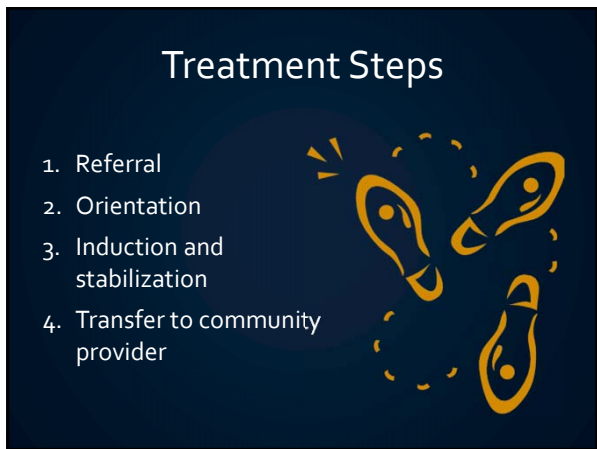 Treatment Steps
1. Referral
2. Orientation
3. Induction and
stabilization
4. Transfer to community
provider